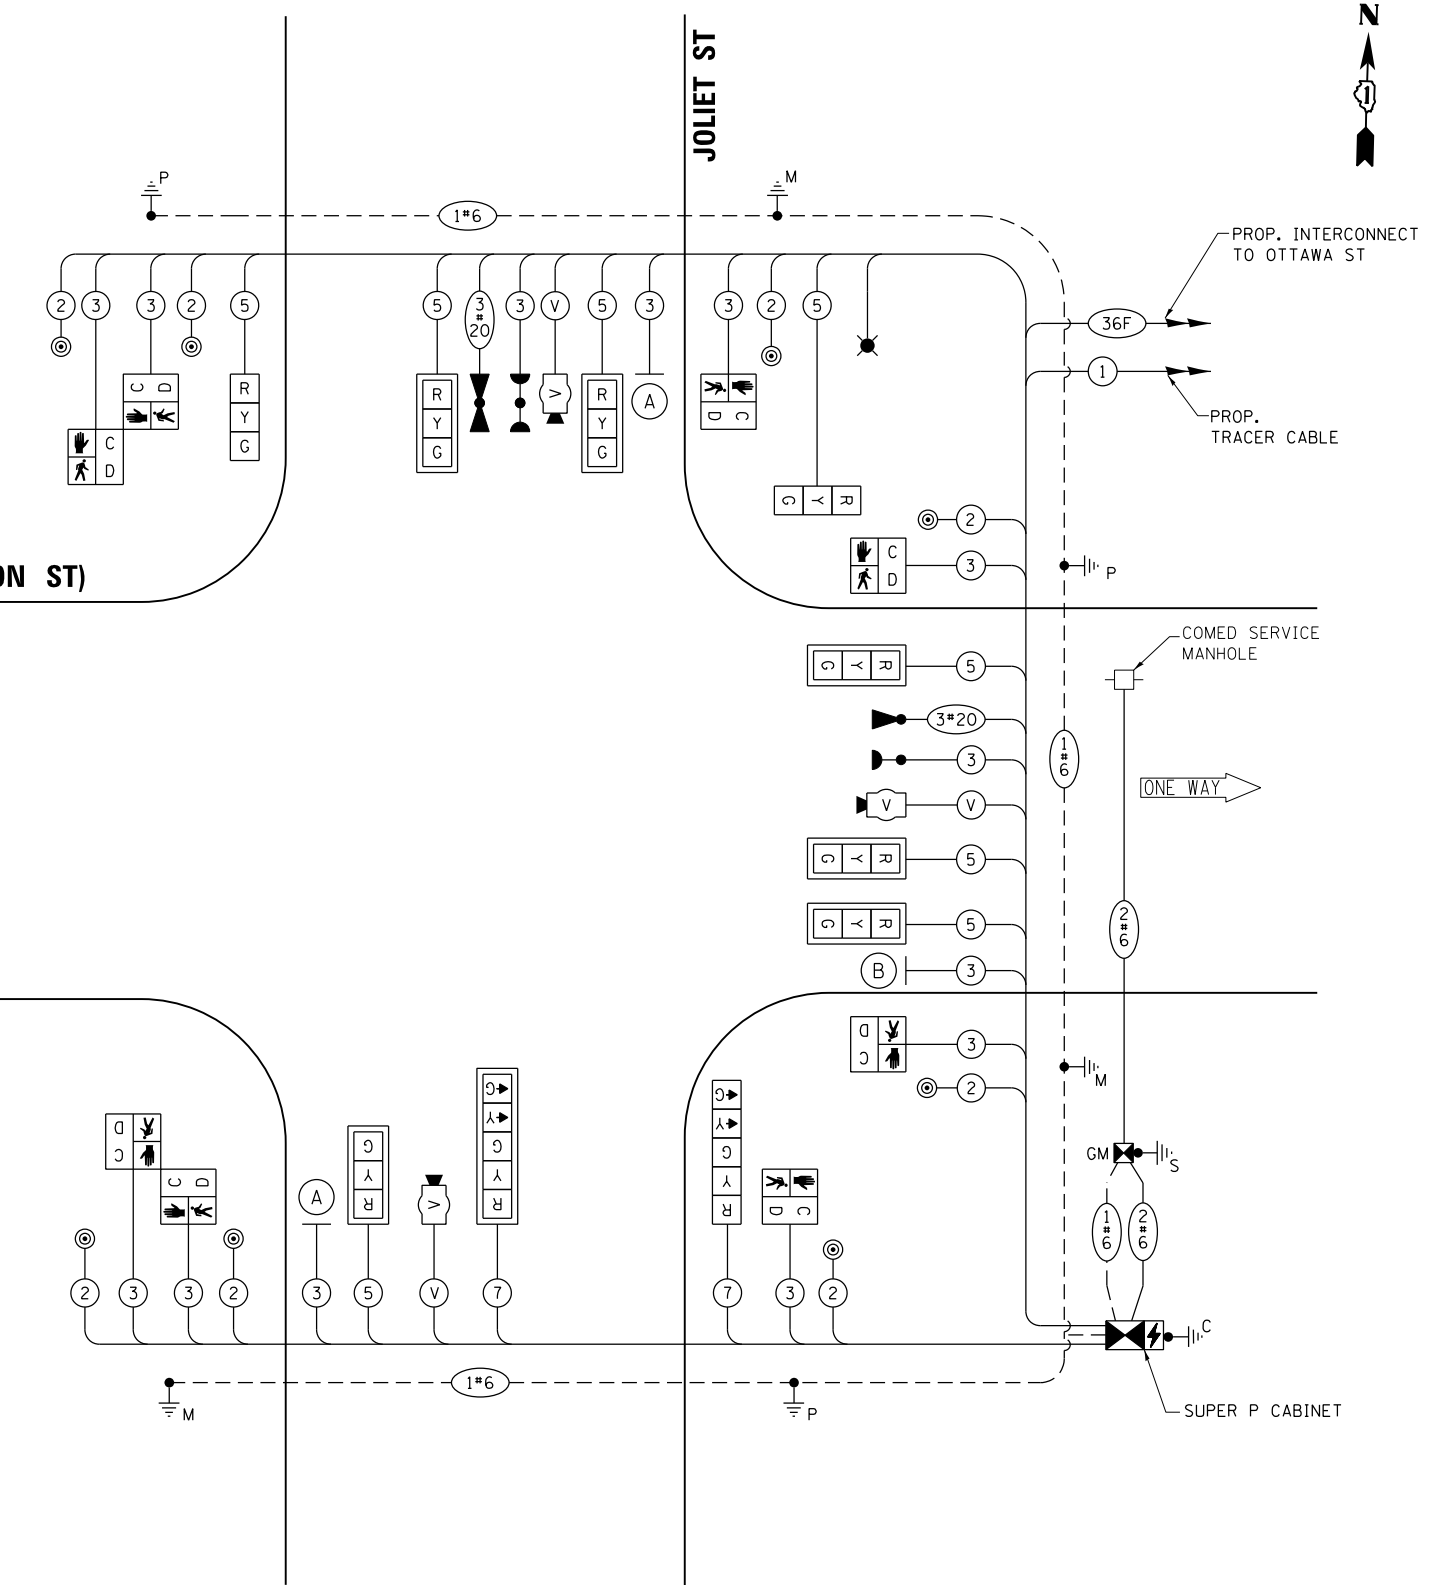 N
1
JOLIET ST
P
M
1#6
PROP. INTERCONNECT
TO OTTAWA ST
2
3
3
2
5
5
3
#
20
3
V
5
3
3
2
5
36F
1
PROP.
TRACER CABLE
C D
C
D
R
Y
G
R
Y
G
V
R
Y
G
A
D C
G Y R
2
C
D
3
P
ON ST)
COMED SERVICE
MANHOLE
G Y R
5
3#20
3
1
#
6
ONE WAY
V
V
G Y R
5
G Y R
5
2
#
6
B
3
D
C
3
2
M
GM
S
D
C
C D
A
G
Y
R
V
G
Y
G
Y
R
G
Y
G
Y
R
D C
1
#
6
2
#
6
2
3
3
2
3
5
V
7
7
3
2
C
1#6
M
P
SUPER P CABINET